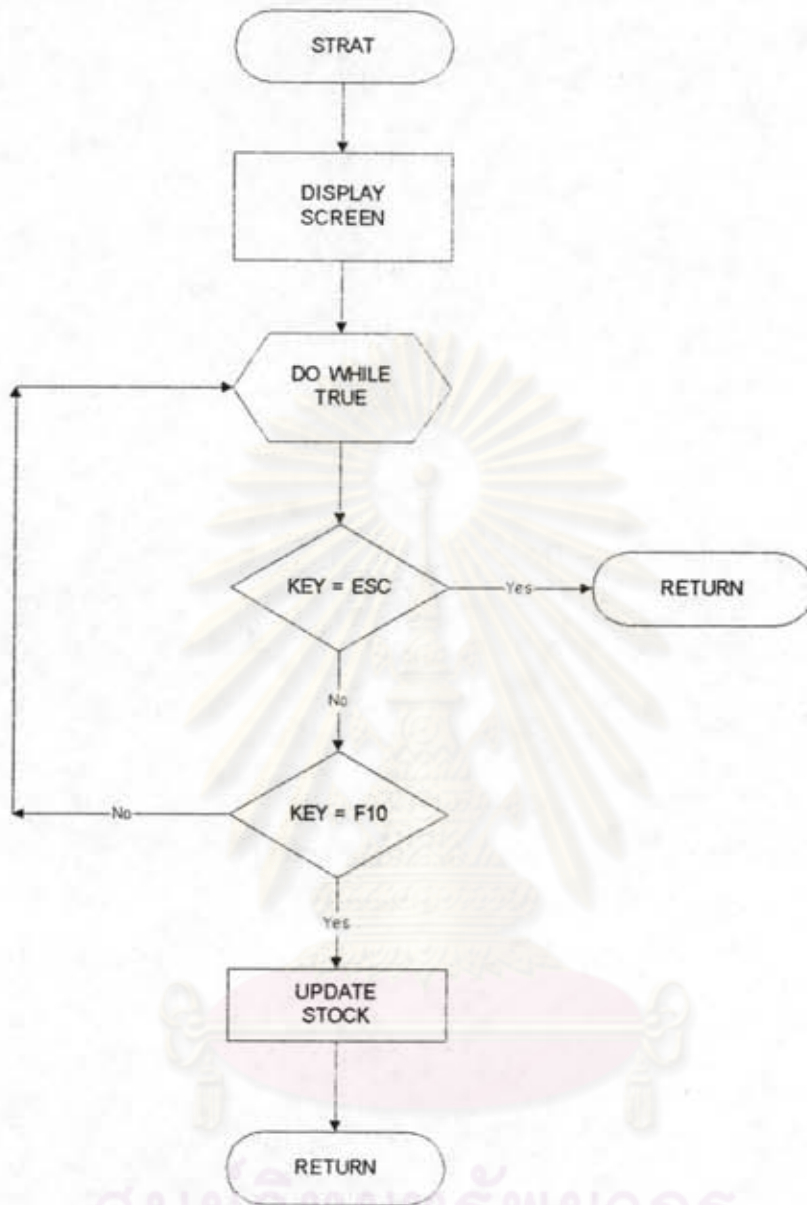 STRAT
DISPLAY
SCREEN
DO WHILE
TRUE
KEY = ESC
Yes
RETURN
No
KEY = F10
No
Yes
UPDATE
STOCK
RETURN